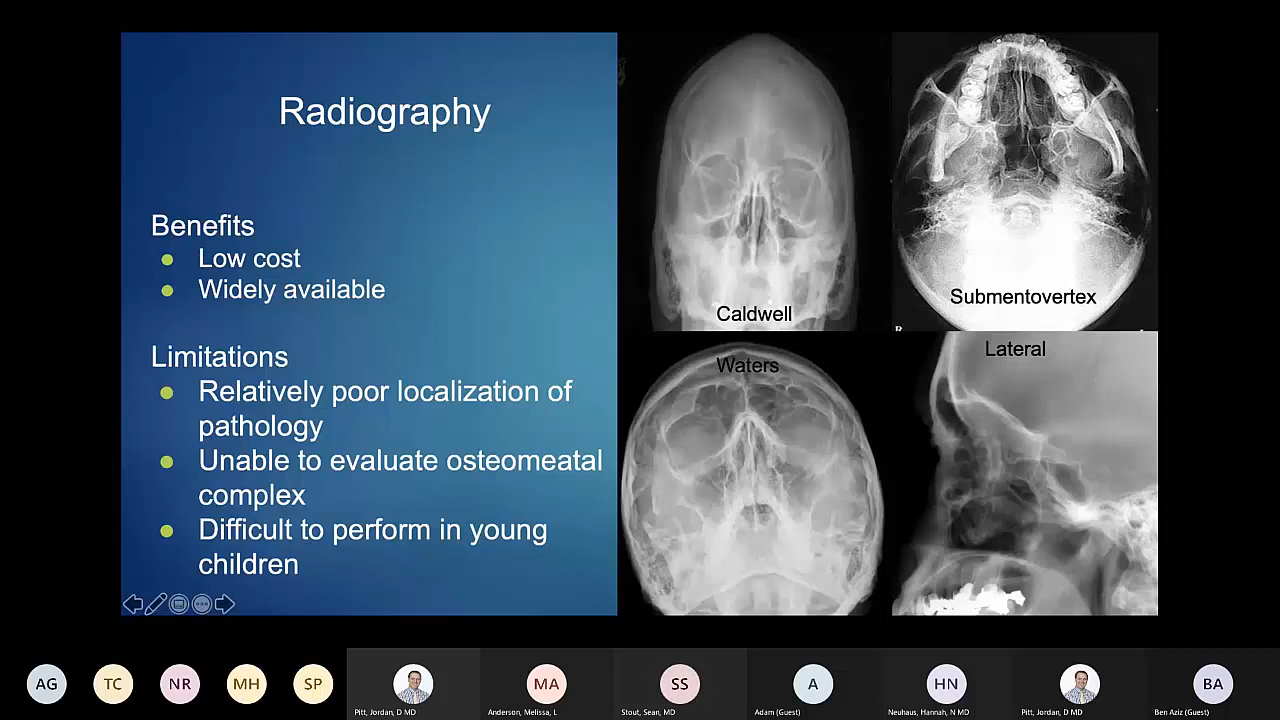 Radiography
Benefits
Low cost
Widely available
Limitations
Relatively poor localization of
pathology
Unable to evaluate osteomeatal
complex
Difficult to perform in young
children
Caldwell
Submentovertex
R
Waters
Lateral
AG
TC
NR
MH
SP
MA
SS
A
HN
BA
Pitt, Jordan, D MD
Anderson, Melissa, L
Stout, Sean, MD
Adam (Guest)
Neuhaus, Hannah, N MD
Pitt, Jordan, D MD
Ben Aziz (Guest)